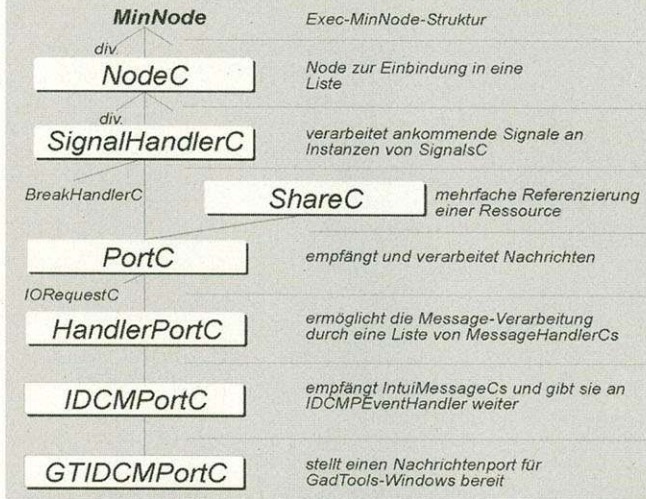 MinNode
Exec-MinNode-Struktur
div.
NodeC
Node zur Einbindung in eine
Liste
div.
SignalHandlerC
verarbeitet ankommende Signale an
Instanzen von SignalsC
BreakHandlerC
ShareC
mehrfache Referenzierung
einer Ressource
PortC
empfängt und verarbeitet Nachrichten
IORequestC
HandlerPortC
ermöglicht die Message-Verarbeitung
durch eine Liste von MessageHandlerCs
IDCMPortC
empfängt IntuiMessageCs und gibt sie an
IDCMPEventHandler weiter
GTIDCMPortC
stellt einen Nachrichtenport für
GadTools-Windows bereit